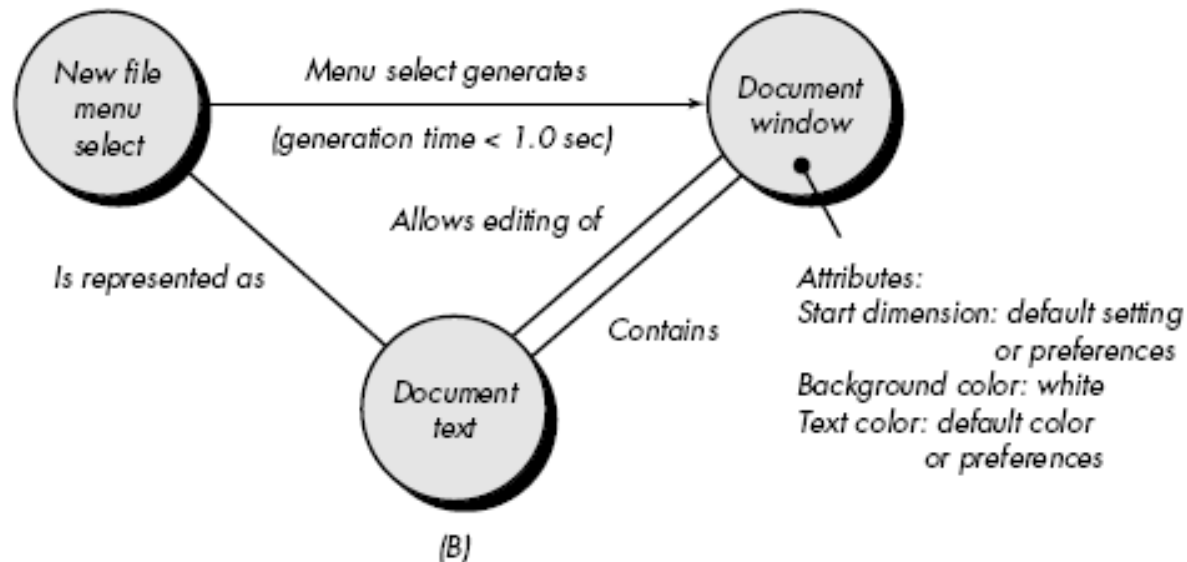 New file
menu
select
Menu select generates
(generation time < 1.0 sec)
Document
window
Allows editing of
Is represented as
Contains
Attributes:
Start dimension: default setting
or preferences
Background color: white
Text color: default color
or preferences
Document
text
(B)